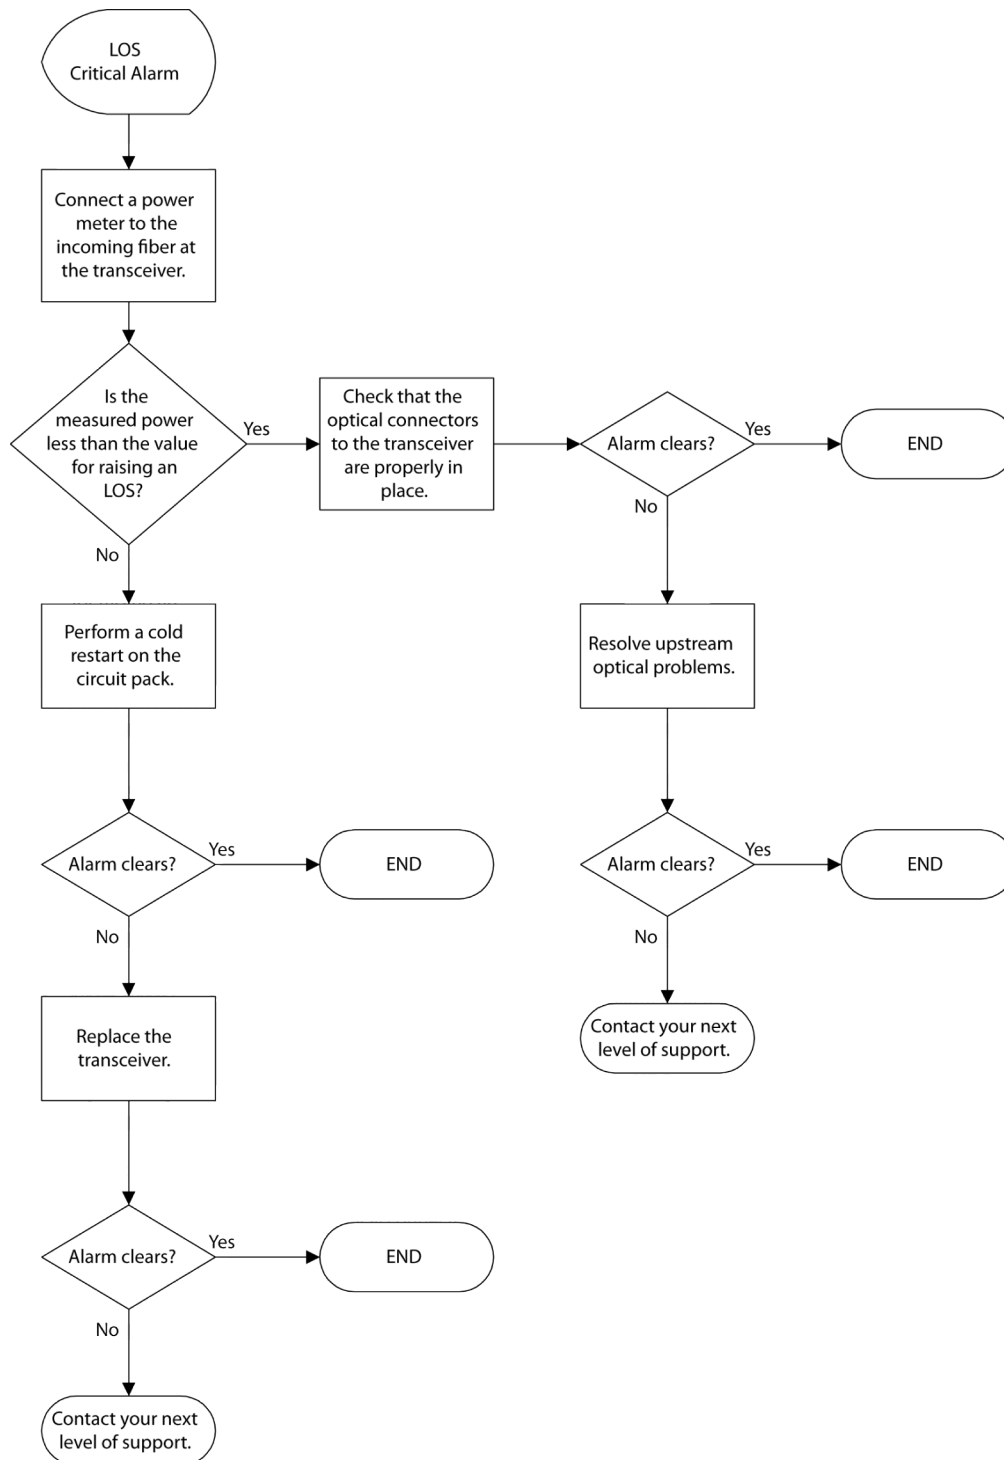 LOS
Critical Alarm
Connect a power
meter to the
incoming fiber at
the transceiver.
Is the
measured power
less than the value
for raising an
LOS?
Yes
Check that the
optical connectors
to the transceiver
are properly in
place.
Alarm clears?
Yes
END
No
No
Perform a cold
restart on the
circuit pack.
Resolve upstream
optical problems.
Alarm clears?
Yes
END
Alarm clears?
Yes
END
No
No
Replace the
transceiver.
Contact your next
level of support.
Alarm clears?
Yes
END
No
Contact your next
level of support.